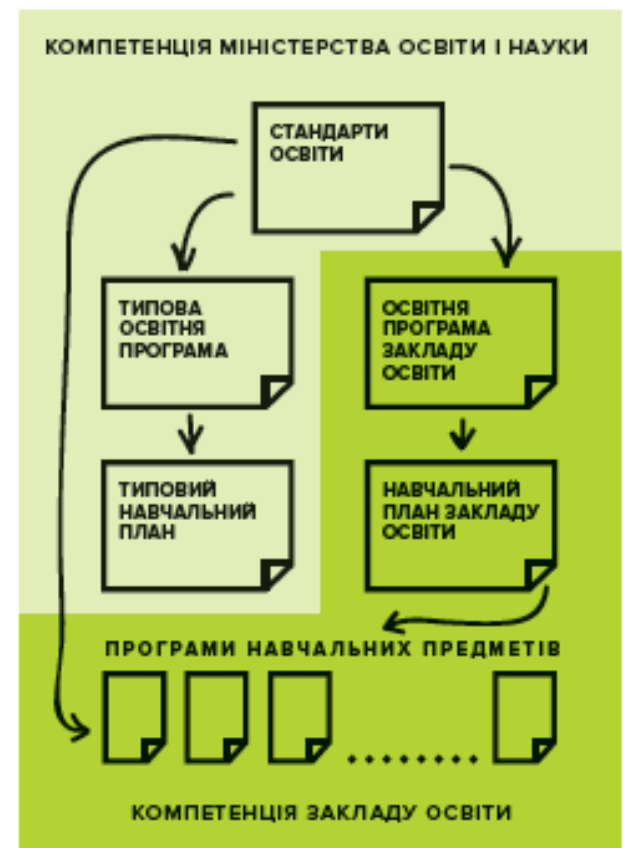 КОМПЕТЕНЦІЯ МІНІСТЕРСТВА ОСВІТИ І НАУКИ
СТАНДАРТИ
ОСВІТИ
ТИПОВА
ОСВІТНЯ
ПРОГРАМА
ОСВІТНЯ
ПРОГРАМА
ЗАКЛАДУ
ОСВІТИ
ТИПОВИЙ
НАВЧАЛЬНИЙ
ПЛАН
НАВЧАЛЬНИЙ
ПЛАН ЗАКЛАДУ
ОСВІТИ
ПРОГРАМИ НАВЧАЛЬНИХ ПРЕДМЕТІВ
КОМПЕТЕНЦІЯ ЗАКЛАДУ ОСВІТИ